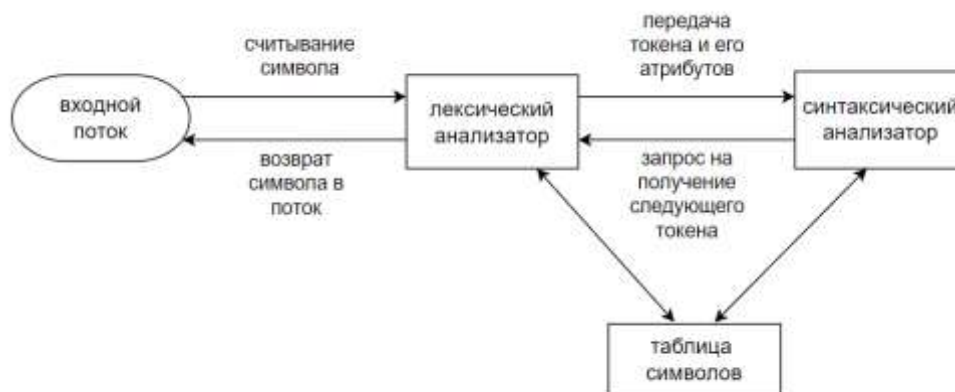 считывание
символа
передача
токена и его
атрибутов
входной
поток
лексический
анализатор
синтаксический
анализатор
возврат
символа в
поток
запрос на
получение
следующего
токена
таблица
символов